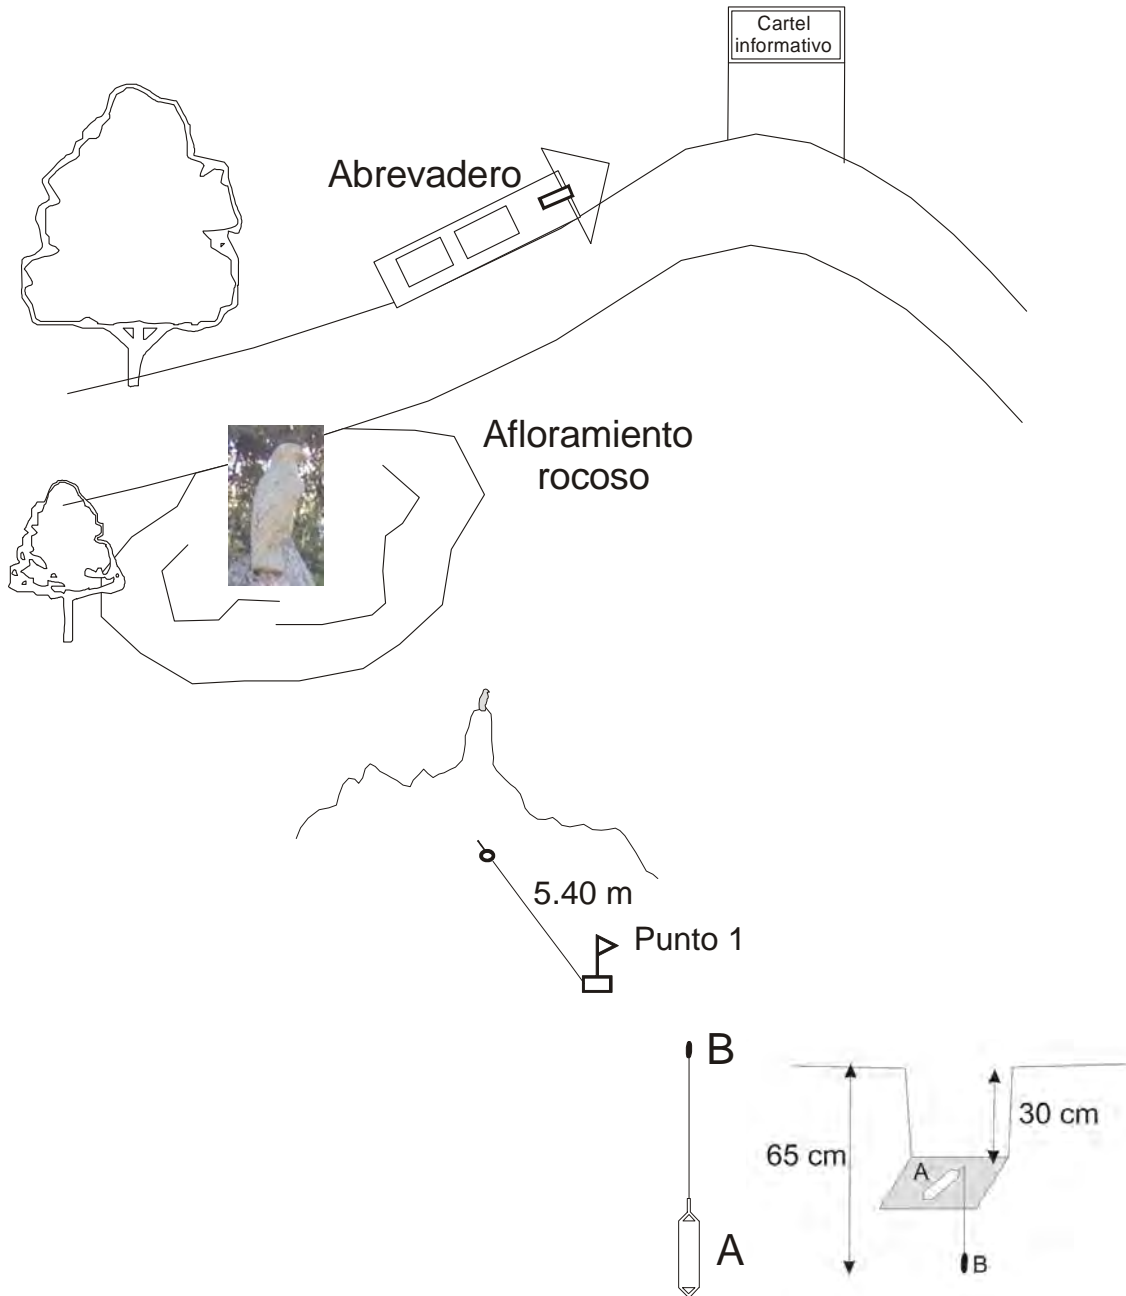 Cartel
informativo
Abrevadero
Afloramiento
rocoso
5.40 m
Punto 1
B
A
65 cm
30 cm
A
B